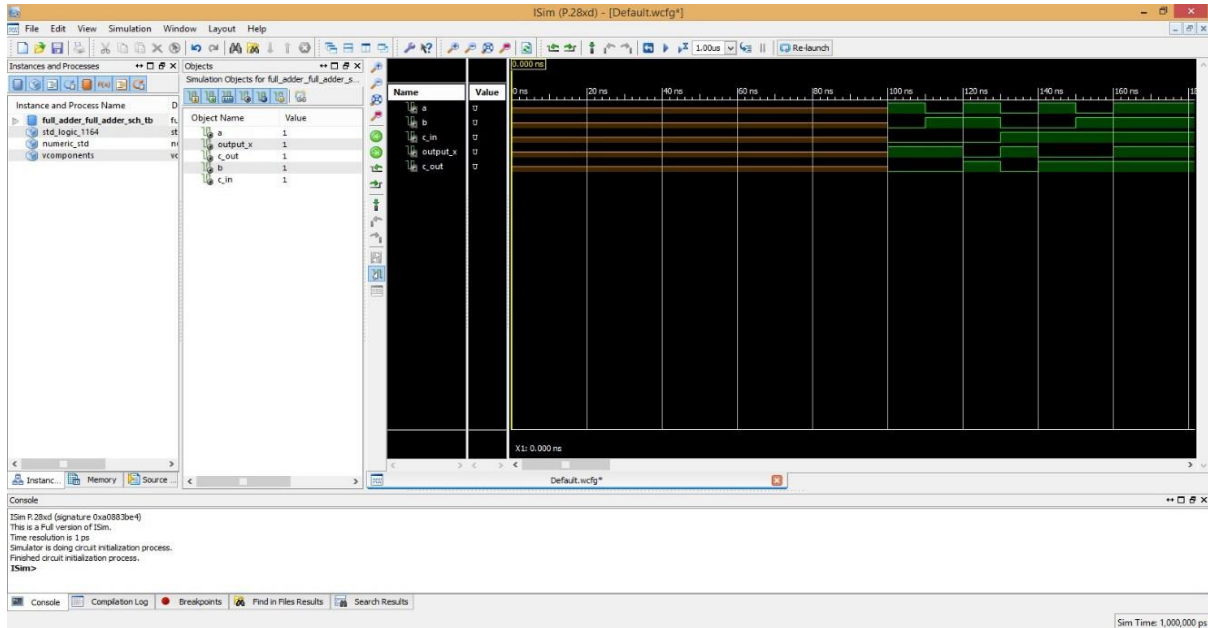 ISim (P.28xd) - [Default.wcfg*]
File Edit View Simulation Window Layout Help
1.00us Re-launch
Instances and Processes
Instance and Process Name D
full_adder_full_adder_sch_tb fu
std_logic_1164 st
numeric_std nu
vcomponents vc
Instanc... Memory Source ...
Objects
Simulation Objects for full_adder_full_adder_s...
Object Name Value
a 1
output_x 1
c_out 1
b 1
c_in 1
Name Value
a U
b U
c_in U
output_x U
c_out U
0.000 ns
0 ns 20 ns 40 ns 60 ns 80 ns 100 ns 120 ns 140 ns 160 ns 18
X1: 0.000 ns
Default.wcfg*
Console
ISim P.28xd (signature 0xa0883be4)
This is a Full version of ISim.
Time resolution is 1 ps
Simulator is doing circuit initialization process.
Finished circuit initialization process.
ISim>
Console Compilation Log Breakpoints Find in Files Results Search Results
Sim Time: 1,000,000 ps